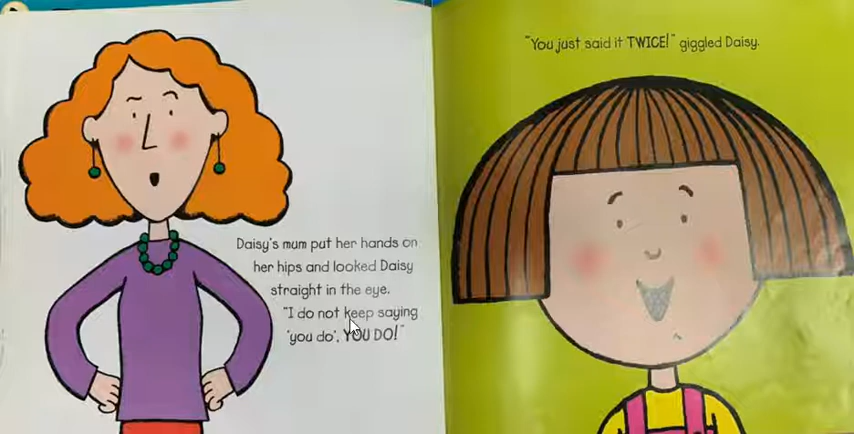 Daisy's mum put her hands on
her hips and looked Daisy
straight in the eye.
"I do not keep saying
'you do', YOU DO!"
"You just said it TWICE!" giggled Daisy.